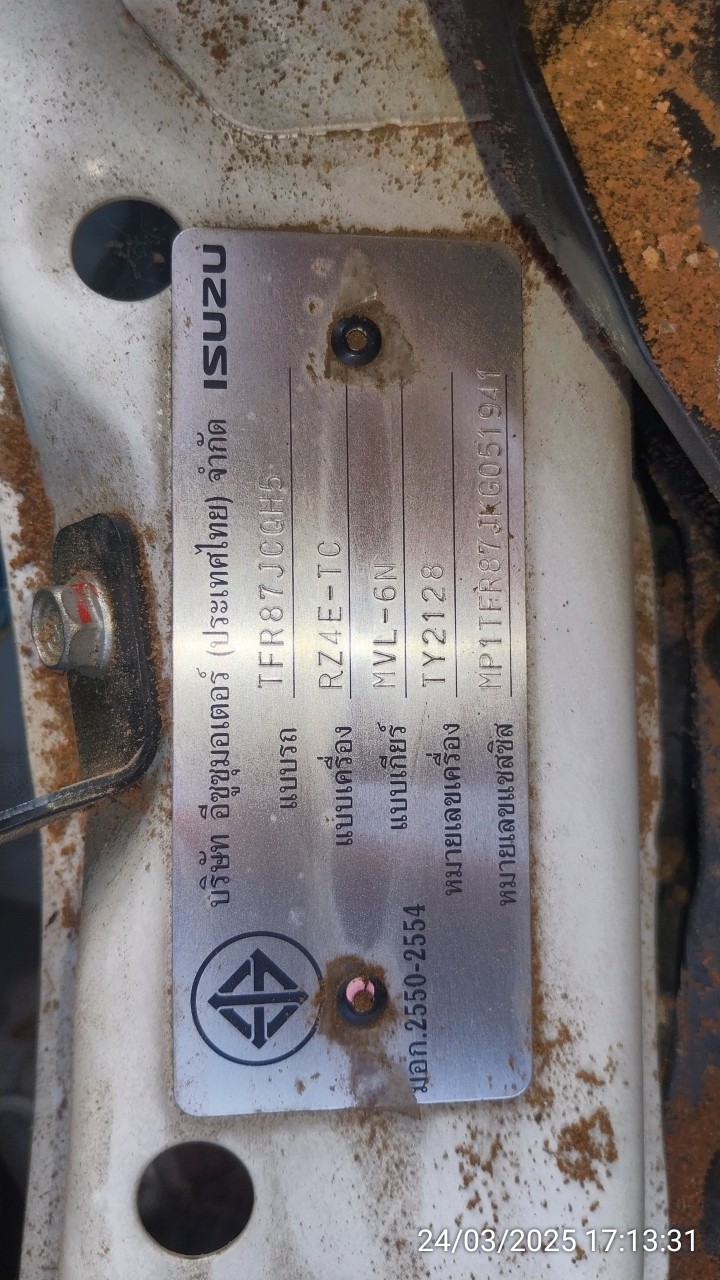 บริษัท อีซูซุมอเตอร์ (ประเทศไทย) จำกัด ISUZU
แบบรถ TFR87JCQH5
แบบเครื่อง RZ4E-TC
แบบเกียร์ MVL-6N
หมายเลขเครื่อง TY2128
หมายเลขแชสซีส MP1TFR87JKG051941
มอก.2550-2554
24/03/2025 17:13:31